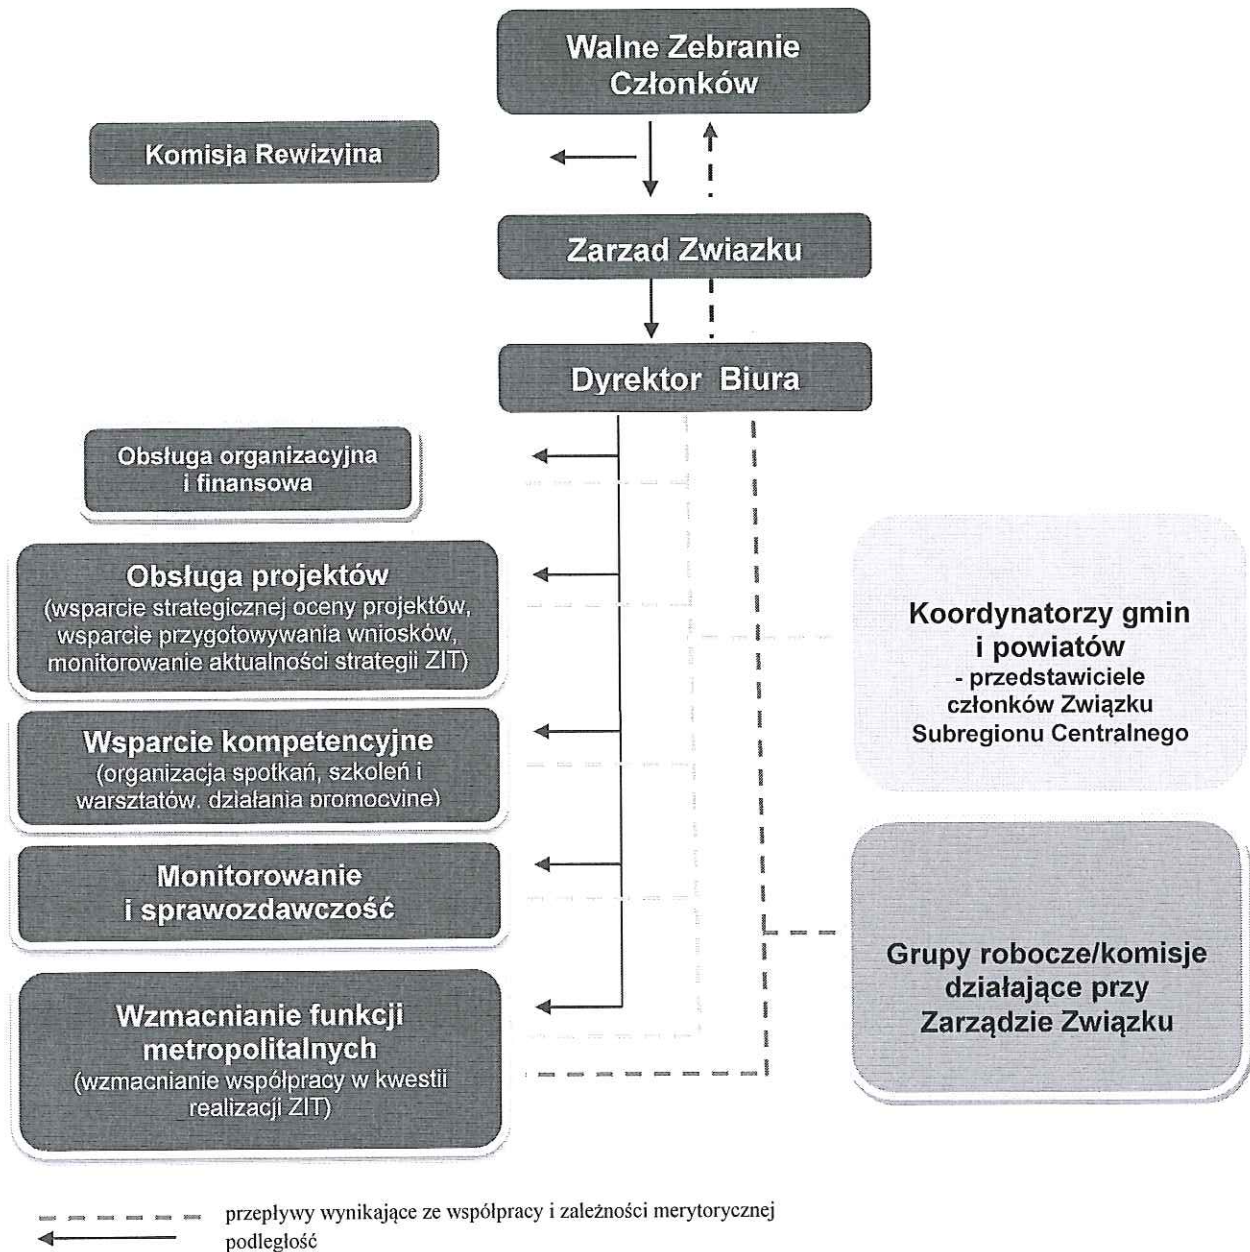 Walne Zebranie
Członków
Komisja Rewizyjna
Zarzad Zwiazku
Dyrektor Biura
Obsługa organizacyjna
i finansowa
Obsługa projektów
(wsparcie strategicznej oceny projektów,
wsparcie przygotowywania wniosków,
monitorowanie aktualności strategii ZIT)
Koordynatorzy gmin
i powiatów
- przedstawiciele
członków Związku
Subregionu Centralnego
Wsparcie kompetencyjne
(organizacja spotkań, szkoleń i
warsztatów, działania promocyjne)
Monitorowanie
i sprawozdawczość
Grupy robocze/komisje
działające przy
Zarządzie Związku
Wzmacnianie funkcji
metropolitalnych
(wzmacnianie współpracy w kwestii
realizacji ZIT)
przepływy wynikające ze współpracy i zależności merytorycznej
podległość